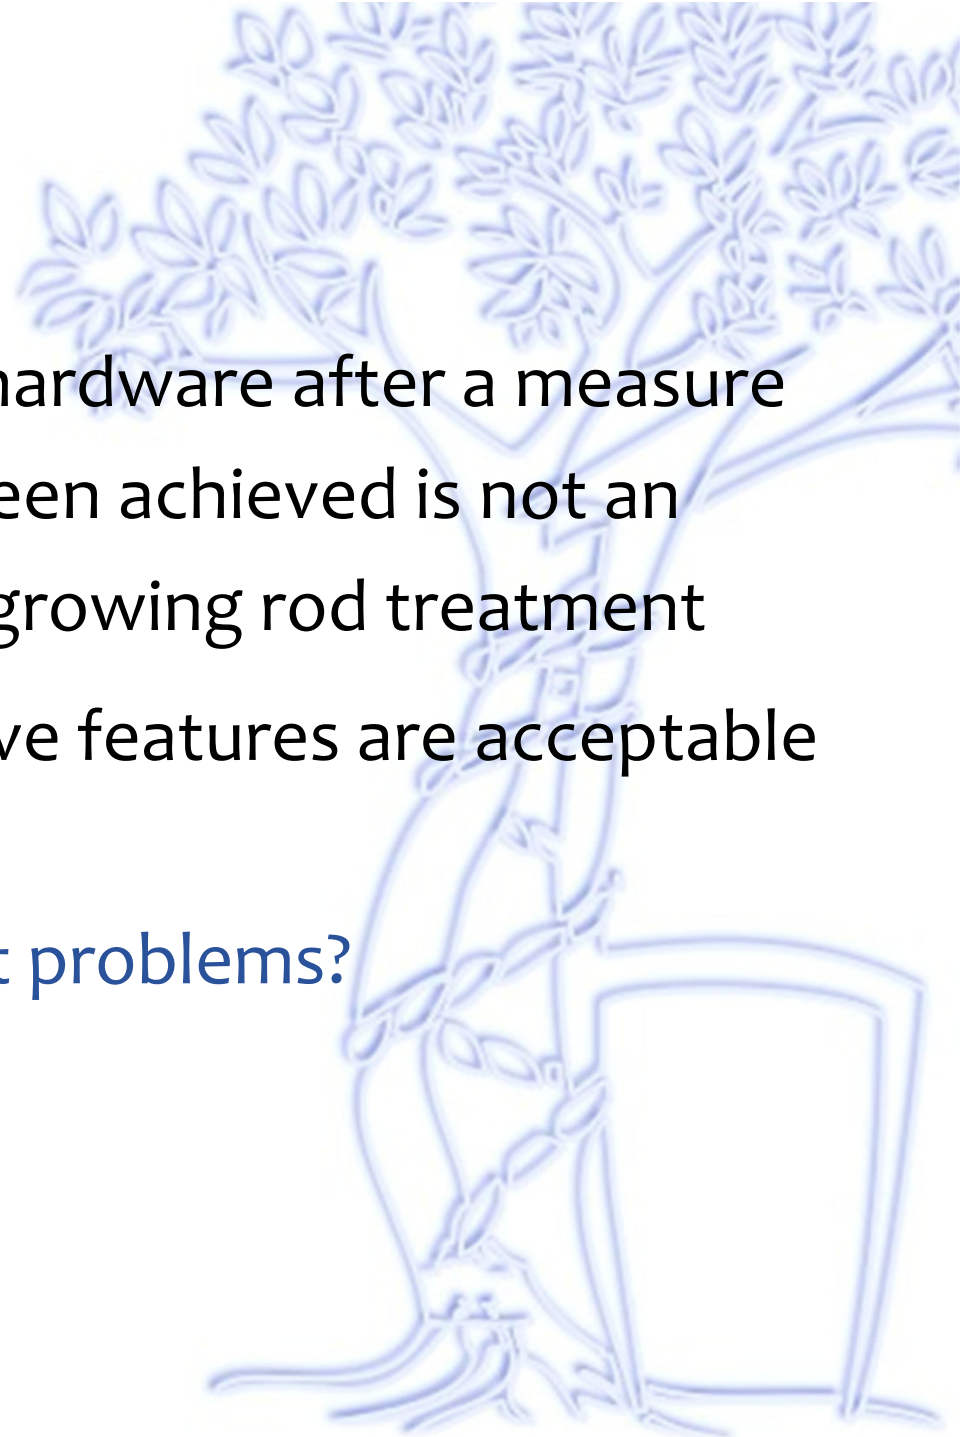 hardware after a measure
een achieved is not an
growing rod treatment
ve features are acceptable
t problems?